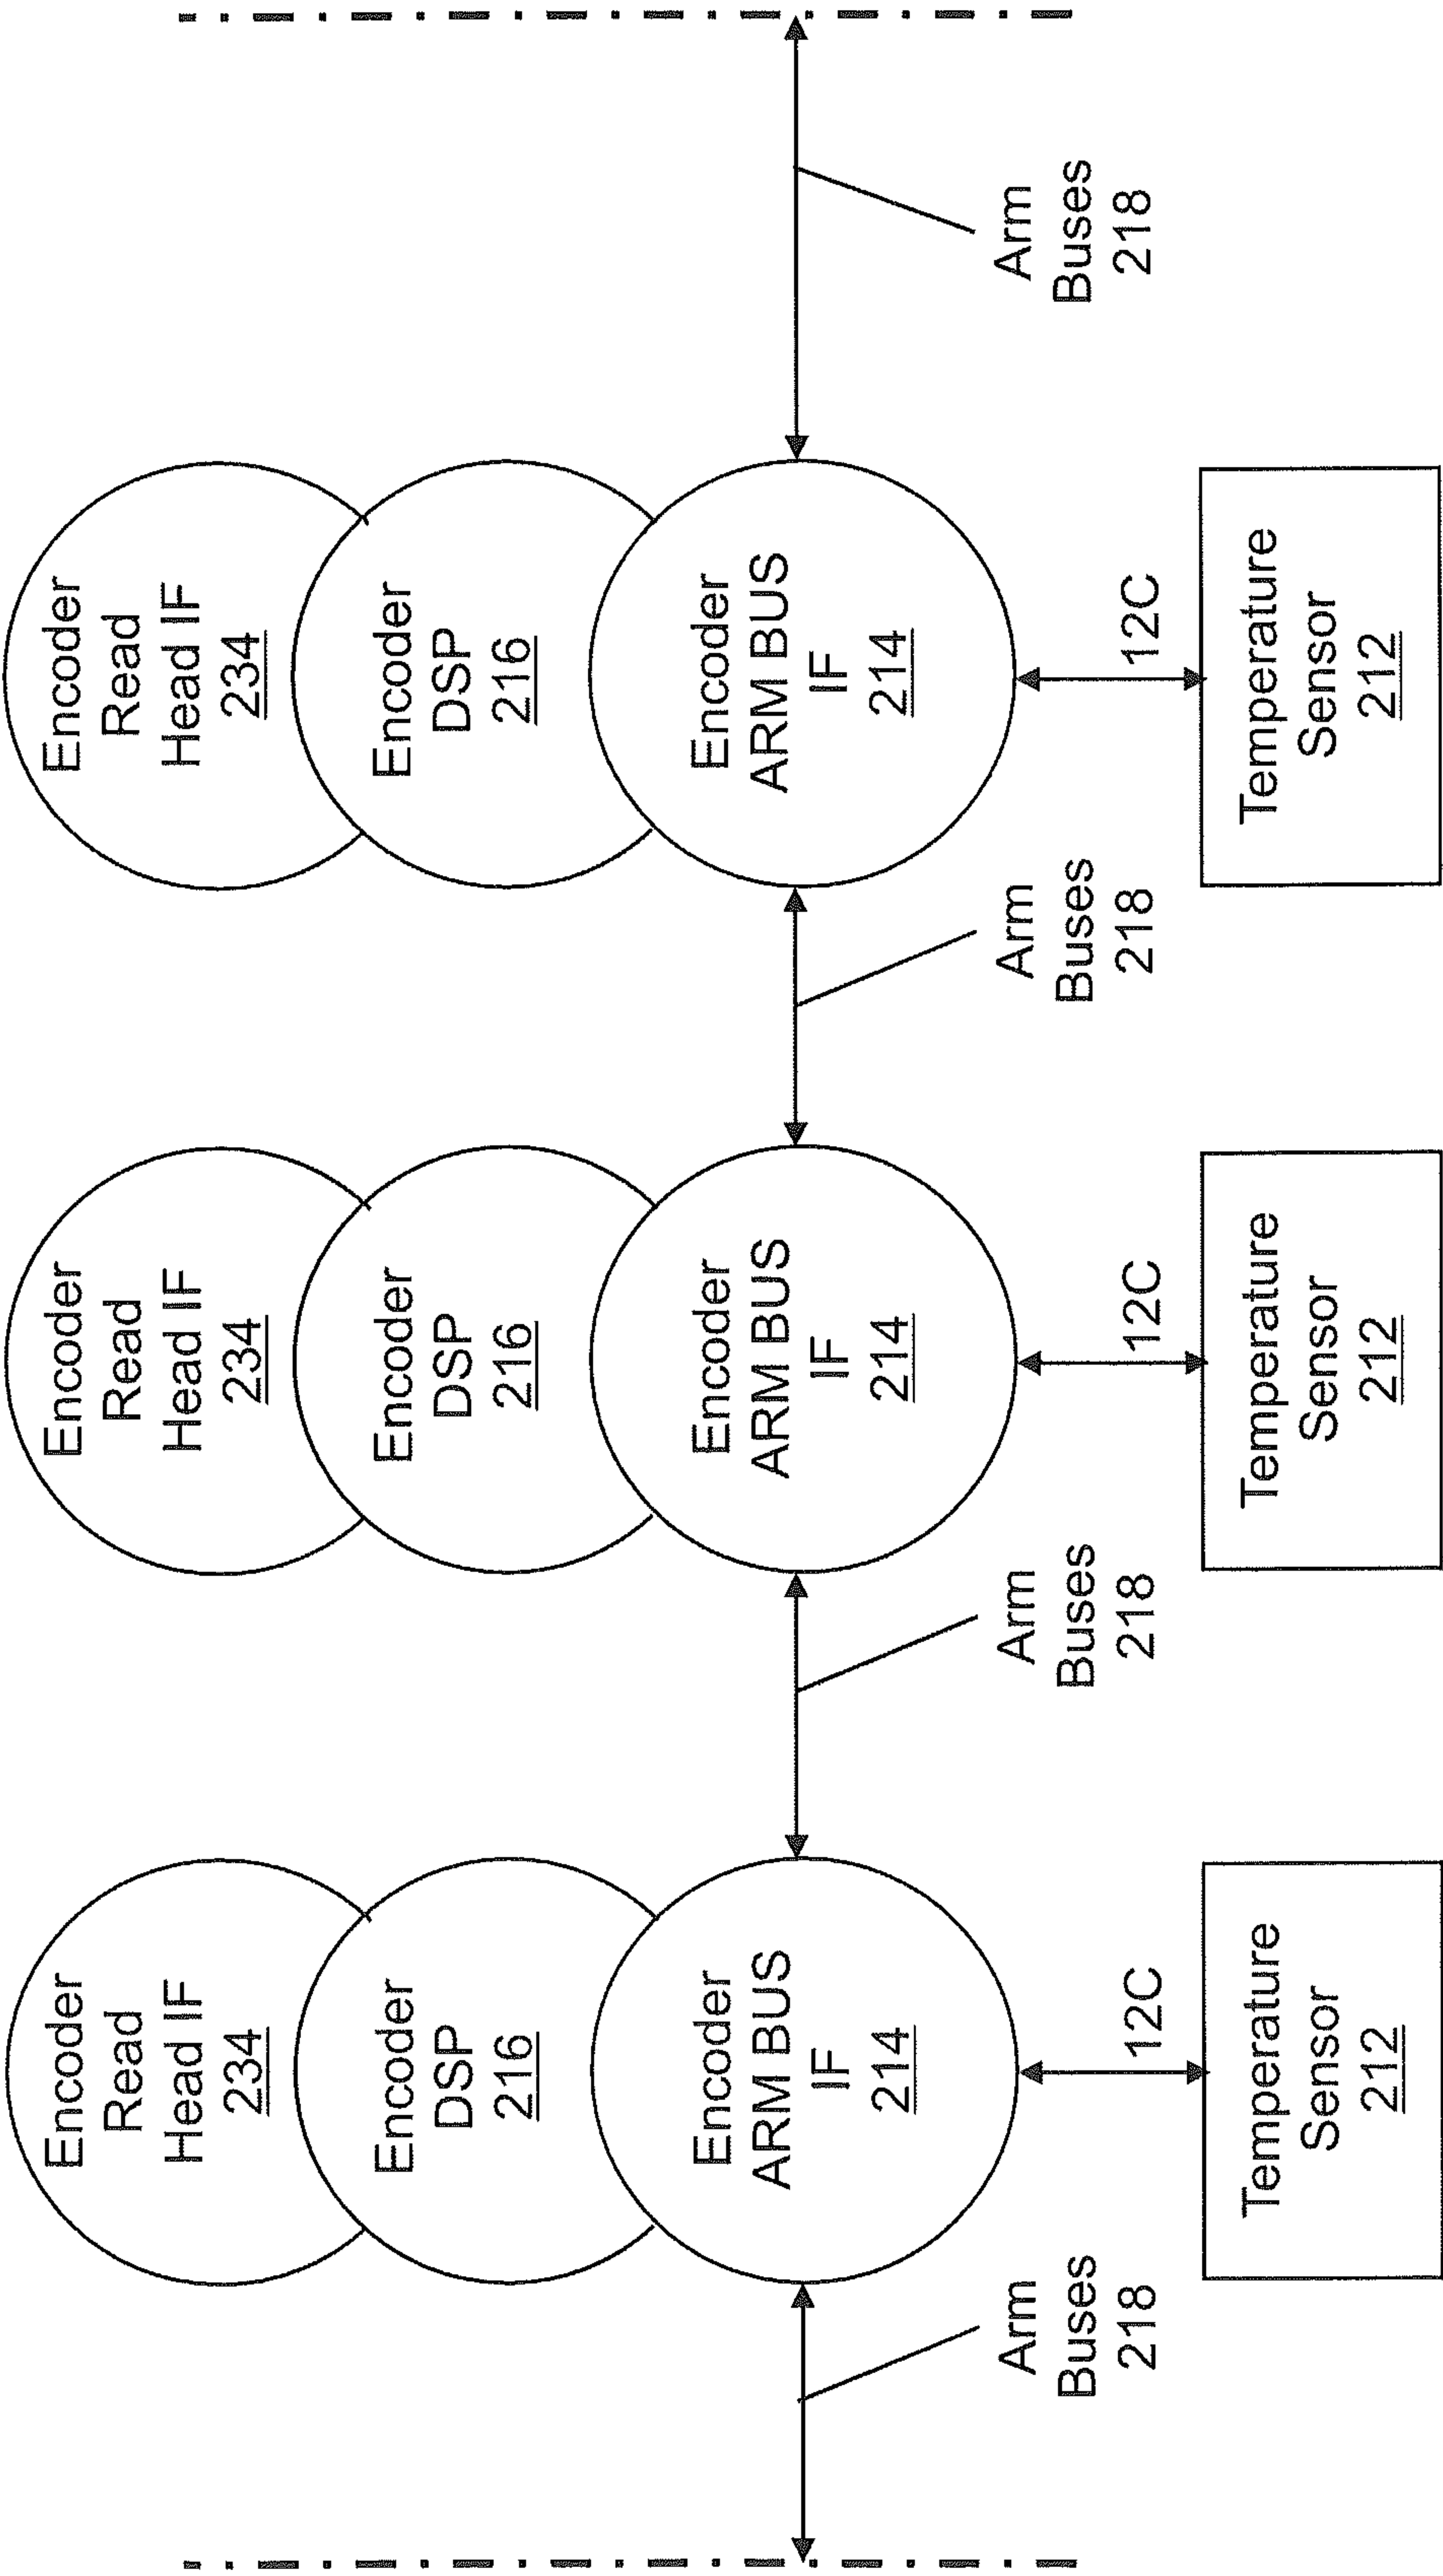 Encoder
Read
Head IF
234
Encoder
DSP
216
Encoder
ARM BUS
IF
214
Arm
Buses
218
12C
Temperature
Sensor
212
Encoder
Read
Head IF
234
Encoder
DSP
216
Encoder
ARM BUS
IF
214
Arm
Buses
218
12C
Temperature
Sensor
212
Encoder
Read
Head IF
234
Encoder
DSP
216
Encoder
ARM BUS
IF
214
Arm
Buses
218
12C
Temperature
Sensor
212
Arm
Buses
218